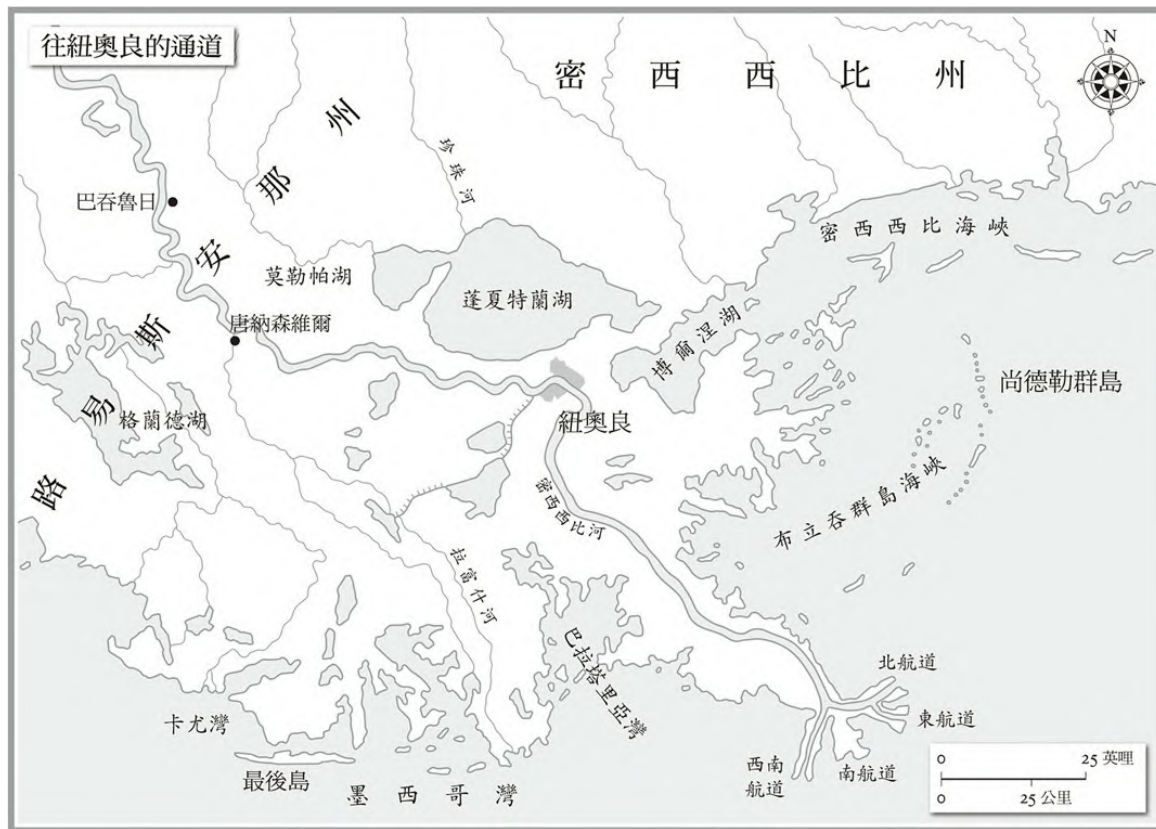 往紐奧良的通道
密西西比州
N
路易斯安那州
珍珠河
巴吞魯日
密西西比海峽
莫勒帕湖
蓬夏特蘭湖
唐納森維爾
博爾涅湖
尚德勒群島
格蘭德湖
紐奧良
密西西比河
布立吞群島海峽
拉富什河
巴拉塔里亞灣
北航道
東航道
卡尤灣
南航道
西南
航道
最後島
墨西哥灣
0 25 英哩
0 25 公里